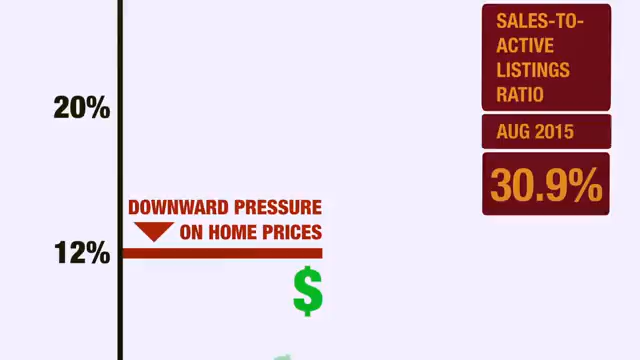 SALES-TO-
ACTIVE
LISTINGS
RATIO
AUG 2015
30.9%
20%
DOWNWARD PRESSURE
ON HOME PRICES
12%
$